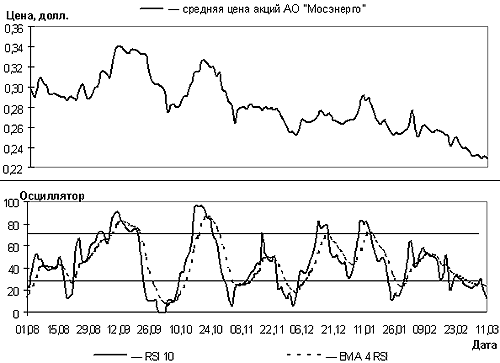 — средняя цена акций АО "Мосэнерго"
Цена, долл.
0,36
0,34
0,32
0,30
0,28
0,26
0,24
0,22
Осциллятор
100
80
60
40
20
0
01,08 15,08 29,08 12,09 26,09 10,10 24,10 08,11 22,11 06,12 21,12 11,01 26,01 09,02 25,02 11,03
Дата
— RSI 10 — EMA 4 RSI